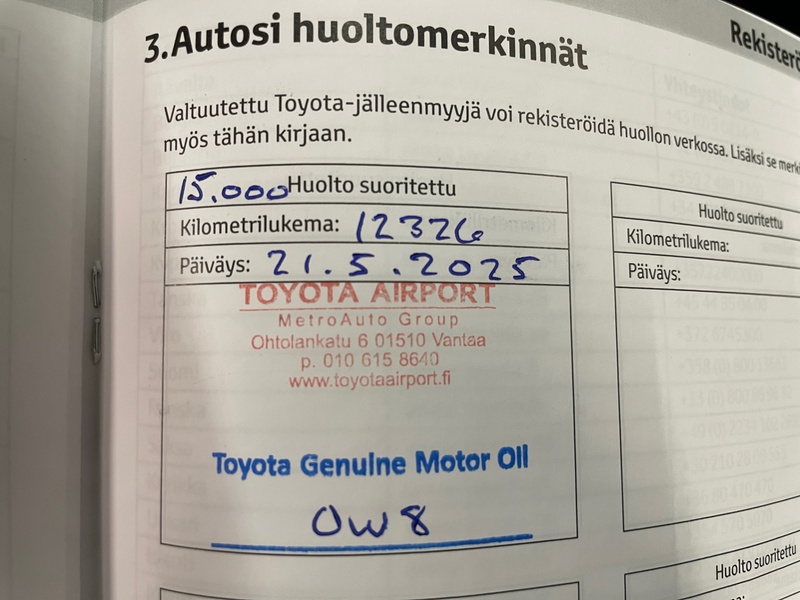 3.Autosi huoltomerkinnät
Rekisterö
Valtuutettu Toyota-jälleenmyyjä voi rekisteröidä huollon verkossa. Lisäksi se merki
myös tähän kirjaan.
15.000 Huolto suoritettu
Kilometrilukema: 12326
Päiväys: 21.5.2025
TOYOTA AIRPORT
MetroAuto Group
Ohtolankatu 6 01510 Vantaa
p. 010 615 8640
www.toyotaairport.fi
Toyota Genuine Motor Oil
0W8
Huolto suoritettu
Kilometrilukema:
Päiväys:
Huolto suoritettu